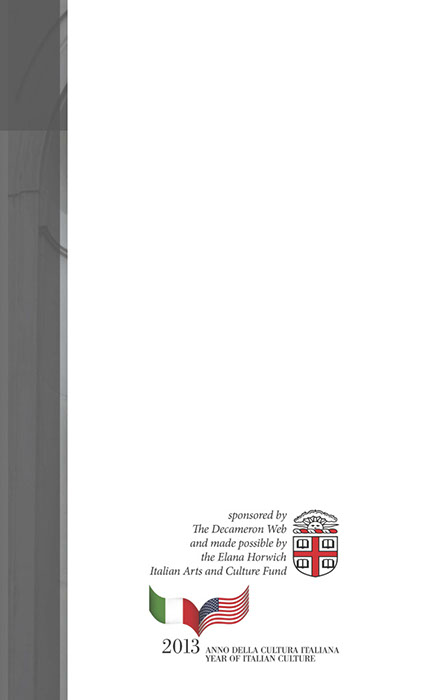 sponsored by
The Decameron Web
and made possible by
the Elana Horwich
Italian Arts and Culture Fund
2013 ANNO DELLA CULTURA ITALIANA
YEAR OF ITALIAN CULTURE